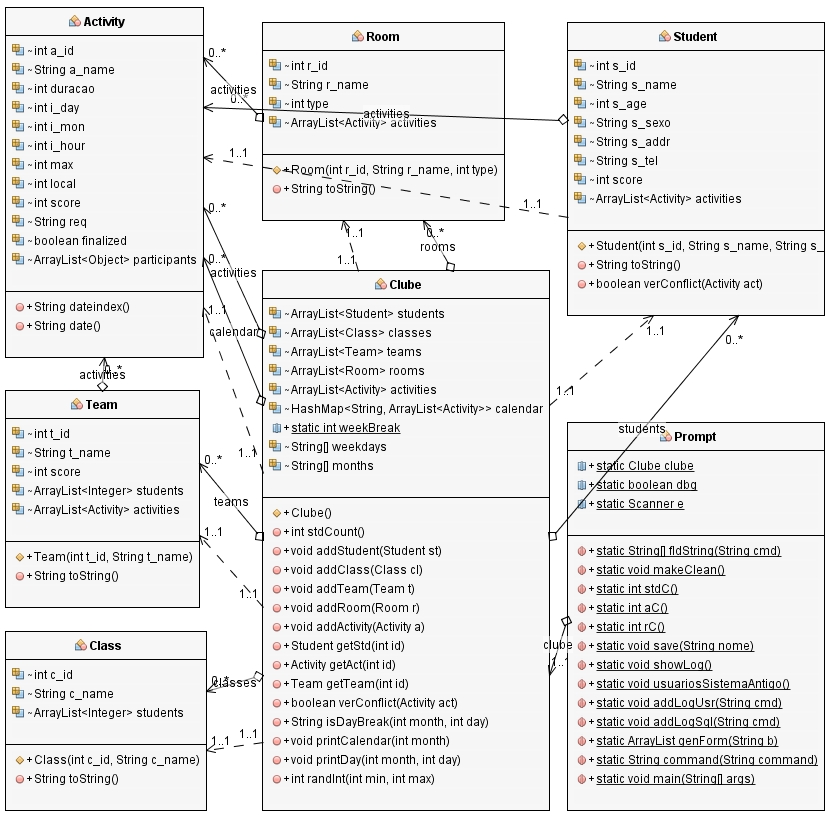 Activity
~int a_id
~String a_name
~int duracao
~int i_day
~int i_mon
~int i_hour
~int max
~int local
~int score
~String req
~boolean finalized
~ArrayList<Object> participants
+String dateindex()
+String date()
Room
~int r_id
~String r_name
~int type
~ArrayList<Activity> activities
+Room(int r_id, String r_name, int type)
+String toString()
Student
~int s_id
~String s_name
~int s_age
~String s_sexo
~String s_addr
~String s_tel
~int score
~ArrayList<Activity> activities
+Student(int s_id, String s_name, String s_
+String toString()
+boolean verConflict(Activity act)
0..*
activities
0..*
activities
1..1
1..1
0..*
activities
0..*
calendar
1..1
1..1
1..1
1..1
0..*
rooms
Clube
~ArrayList<Student> students
~ArrayList<Class> classes
~ArrayList<Team> teams
~ArrayList<Room> rooms
~ArrayList<Activity> activities
~HashMap<String, ArrayList<Activity>> calendar
+static int weekBreak
~String[] weekdays
~String[] months
+Clube()
+int stdCount()
+void addStudent(Student st)
+void addClass(Class cl)
+void addTeam(Team t)
+void addRoom(Room r)
+void addActivity(Activity a)
+Student getStd(int id)
+Activity getAct(int id)
+Team getTeam(int id)
+boolean verConflict(Activity act)
+String isDayBreak(int month, int day)
+void printCalendar(int month)
+void printDay(int month, int day)
+int randInt(int min, int max)
1..1
1..1
0..*
students
0..*
activities
Team
~int t_id
~String t_name
~int score
~ArrayList<Integer> students
~ArrayList<Activity> activities
+Team(int t_id, String t_name)
+String toString()
0..*
teams
1..1
1..1
Class
~int c_id
~String c_name
~ArrayList<Integer> students
+Class(int c_id, String c_name)
+String toString()
0..*
classes
1..1
1..1
clube
1..1
Prompt
+static Clube clube
+static boolean dbg
+static Scanner e
+static String[] fldString(String cmd)
+static void makeClean()
+static int stdC()
+static int aC()
+static int rC()
+static void save(String nome)
+static void showLog()
+static void usuariosSistemaAntigo()
+static void addLogUsr(String cmd)
+static void addLogSql(String cmd)
+static ArrayList genForm(String b)
+static String command(String command)
+static void main(String[] args)